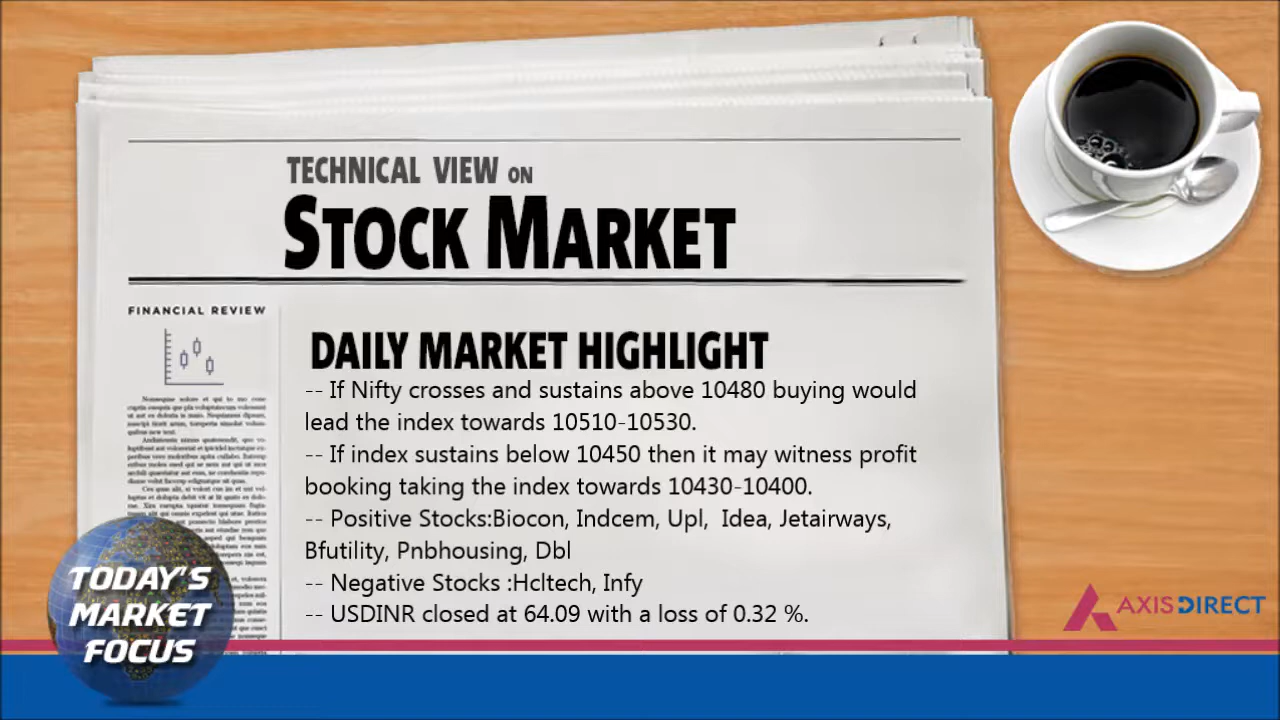 TECHNICAL VIEW ON
STOCK MARKET
FINANCIAL REVIEW
DAILY MARKET HIGHLIGHT
-- If Nifty crosses and sustains above 10480 buying would
lead the index towards 10510-10530.
-- If index sustains below 10450 then it may witness profit
booking taking the index towards 10430-10400.
-- Positive Stocks:Biocon, Indcem, Upl,  Idea, Jetairways,
Bfutility, Pnbhousing, Dbl
-- Negative Stocks :Hcltech, Infy
-- USDINR closed at 64.09 with a loss of 0.32 %.
TODAY'S
MARKET
FOCUS
AXIS DIRECT